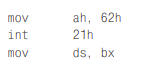 mov ah, 62h
int 21h
mov ds, bx